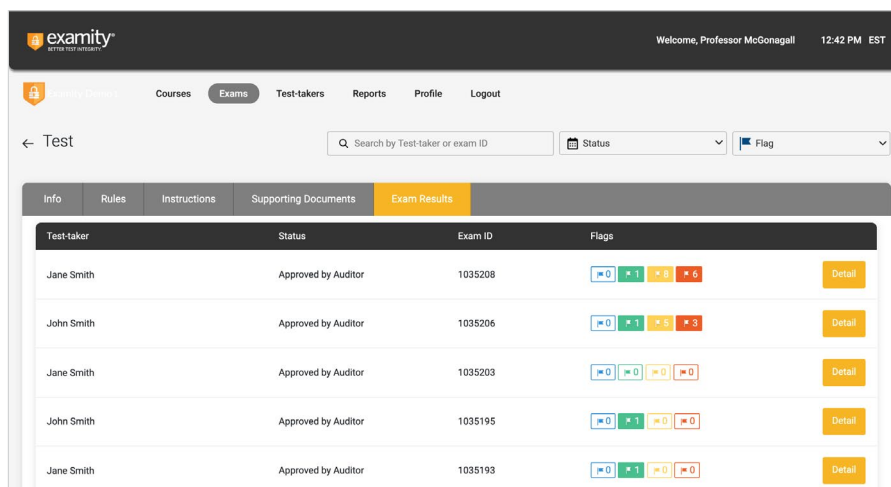 examity®
BETTER TEST INTEGRITY
Welcome, Professor McGonagall 12:42 PM EST
Courses Exams Test-takers Reports Profile Logout
← Test Search by Test-taker or exam ID Status Flag
Info Rules Instructions Supporting Documents Exam Results
Test-taker Status Exam ID Flags
Jane Smith Approved by Auditor 1035208 0 1 8 6 Detail
John Smith Approved by Auditor 1035206 0 1 5 3 Detail
Jane Smith Approved by Auditor 1035203 0 0 0 0 Detail
John Smith Approved by Auditor 1035195 0 1 0 0 Detail
Jane Smith Approved by Auditor 1035193 0 1 0 0 Detail